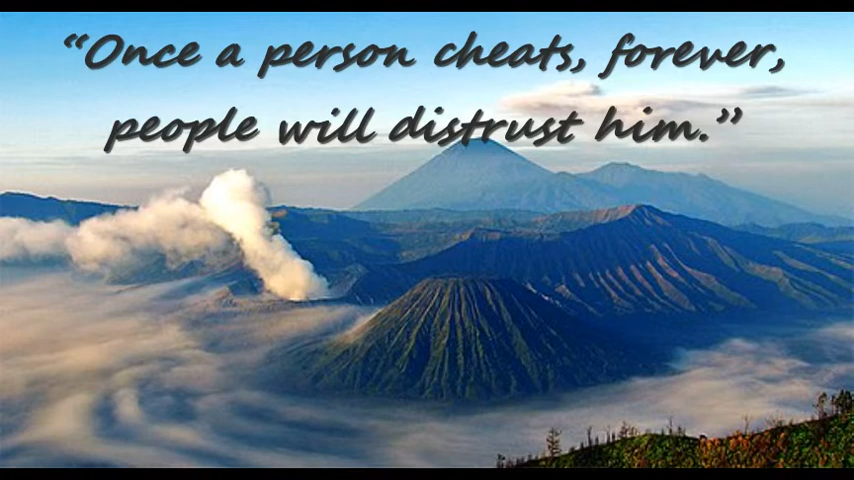 “Once a person cheats, forever,
people will distrust him.”